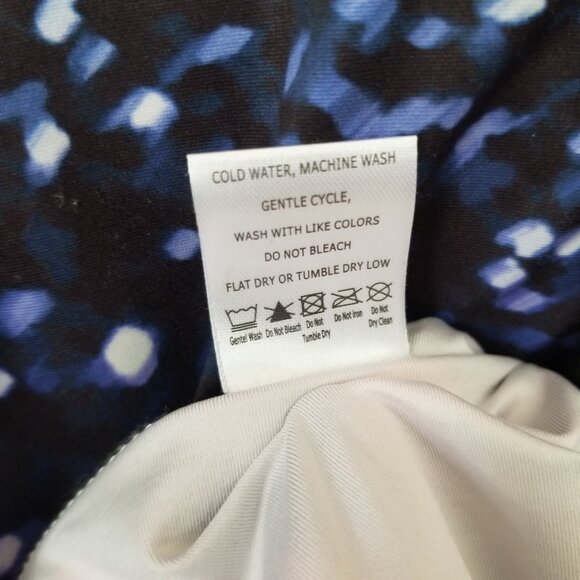 COLD WATER, MACHINE WASH
GENTLE CYCLE,
WASH WITH LIKE COLORS
DO NOT BLEACH
FLAT DRY OR TUMBLE DRY LOW
Gentel Wash Do Not Bleach Do Not Tumble Dry Do Not Iron Do Not Dry Clean